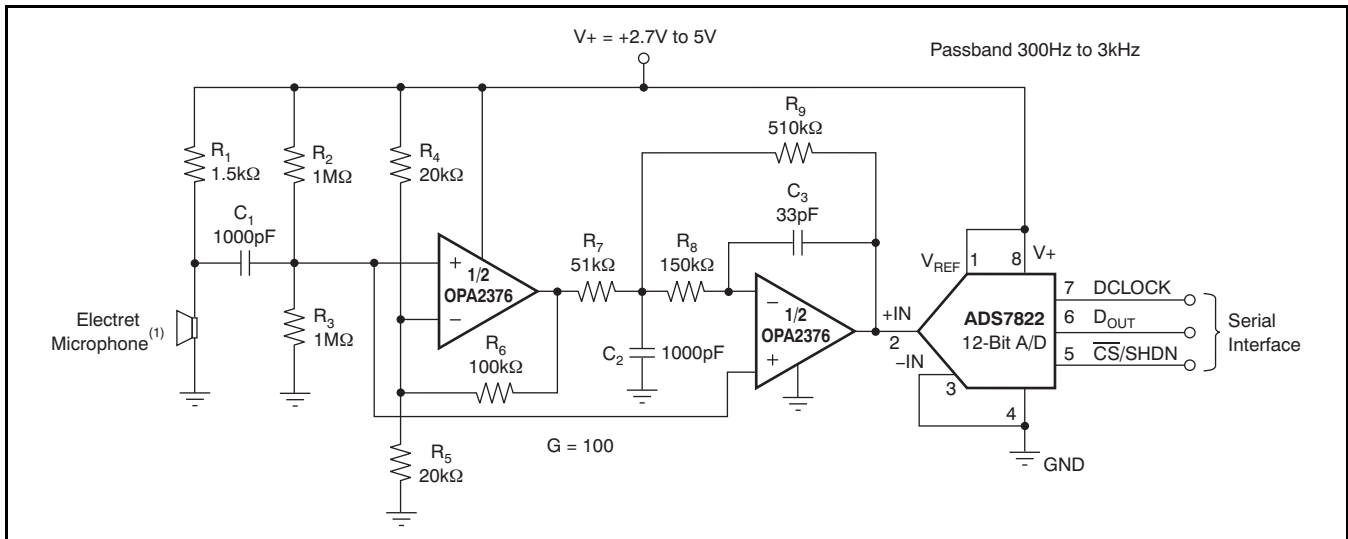 V+ = +2.7V to 5V
Passband 300Hz to 3kHz
R1
1.5kΩ
R2
1MΩ
R4
20kΩ
R9
510kΩ
C3
33pF
C1
1000pF
R7
51kΩ
R8
150kΩ
VREF
1
8
V+
+
1/2
OPA2376
−
−
1/2
OPA2376
+
+IN
2
−IN
3
ADS7822
12-Bit A/D
7
DCLOCK
6
DOUT
5
CS/SHDN
Serial
Interface
Electret
Microphone(1)
R3
1MΩ
R6
100kΩ
C2
1000pF
4
G = 100
R5
20kΩ
GND